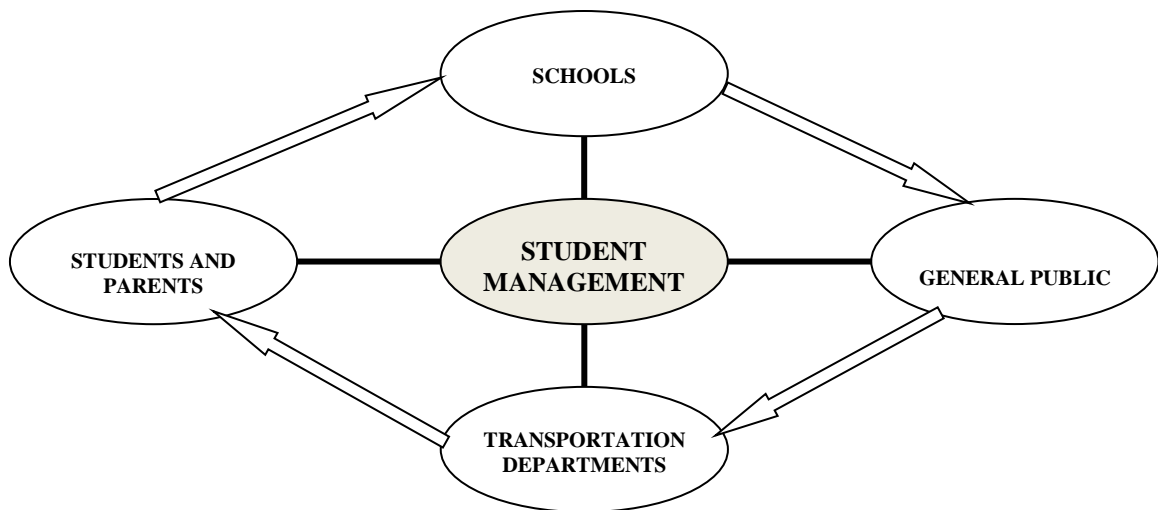 SCHOOLS
STUDENTS AND
PARENTS
STUDENT
MANAGEMENT
GENERAL PUBLIC
TRANSPORTATION
DEPARTMENTS